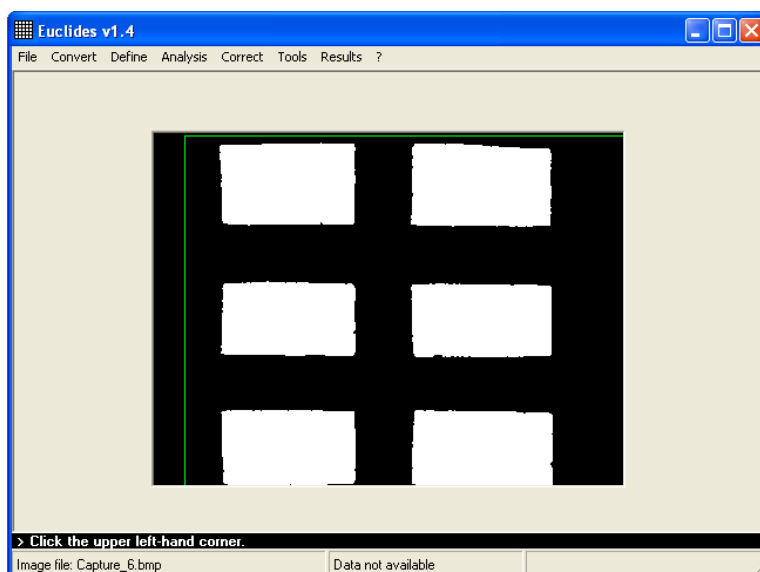 Euclides v1.4
File Convert Define Analysis Correct Tools Results ?
> Click the upper left-hand corner.
Image file: Capture_6.bmp Data not available